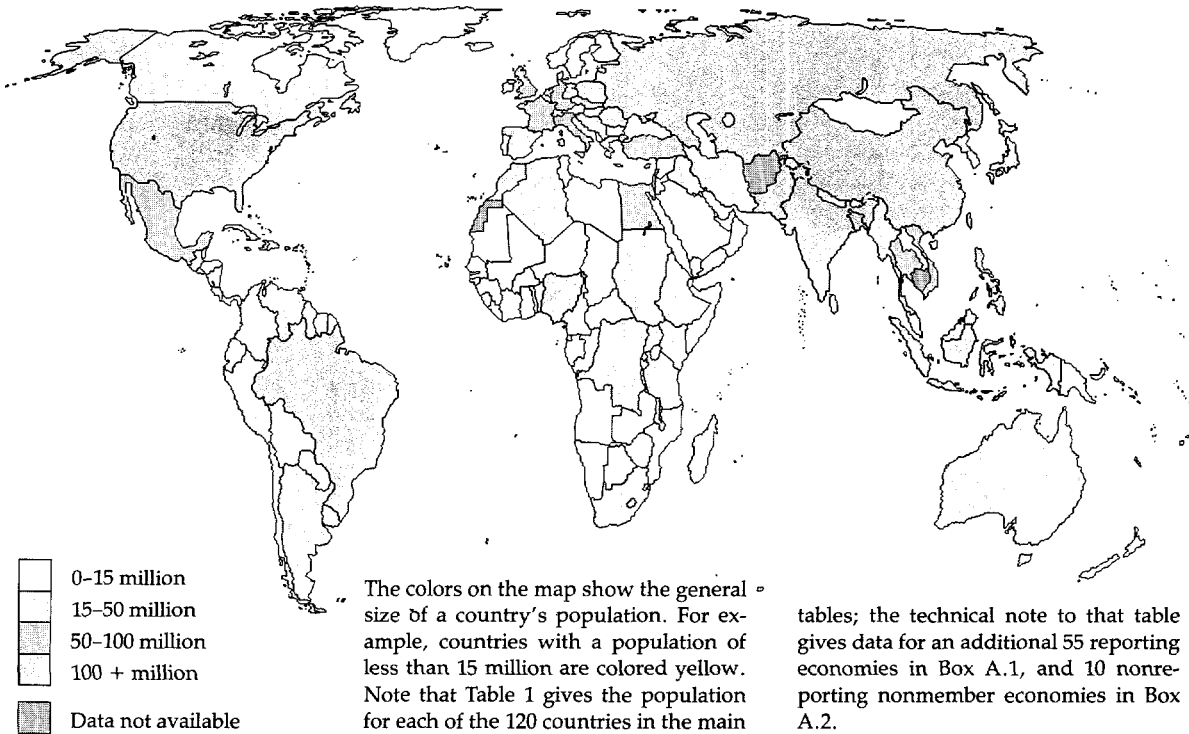 0–15 million
15–50 million
50–100 million
100 + million
Data not available
The colors on the map show the general
size of a country's population. For ex-
ample, countries with a population of
less than 15 million are colored yellow.
Note that Table 1 gives the population
for each of the 120 countries in the main
tables; the technical note to that table
gives data for an additional 55 reporting
economies in Box A.1, and 10 nonre-
porting nonmember economies in Box
A.2.